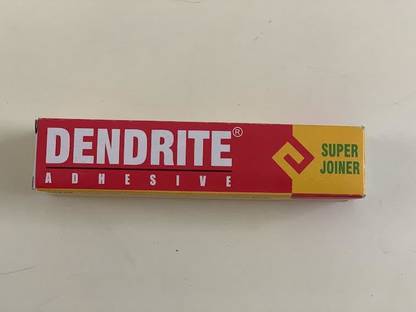 DENDRITE®
ADHESIVE
SUPER
JOINER